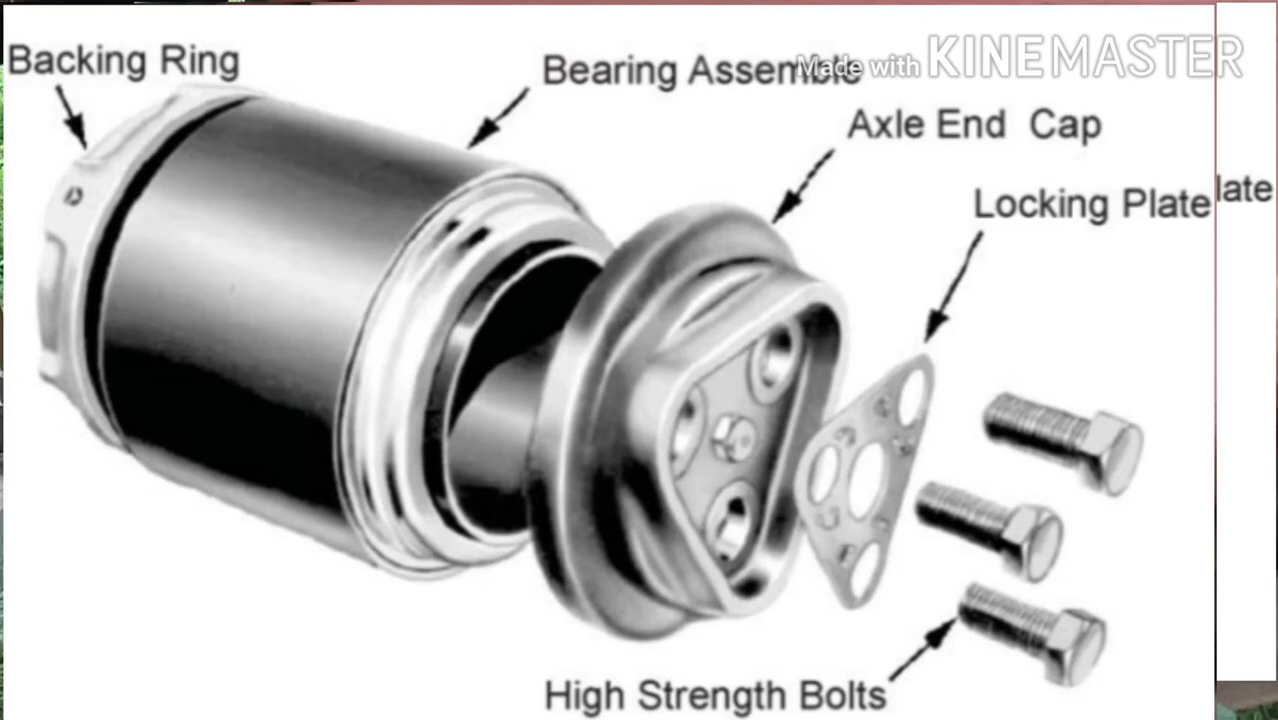 Backing Ring
Bearing Assemble
Made with KINEMASTER
Axle End Cap
Locking Plate
late
High Strength Bolts